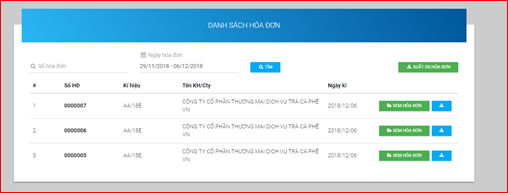 DANH SÁCH HÓA ĐƠN
Ngày hóa đơn
Số hóa đơn 29/11/2018 - 06/12/2018 TÌM XUẤT DS HÓA ĐƠN
# Số HĐ Kí hiệu Tên KH/Cty Ngày kí
1. 0000007 AA/18E CÔNG TY CỔ PHẦN THƯƠNG MẠI DỊCH VỤ TRÀ CÀ PHÊ 2018/12/06 XEM HÓA ĐƠN
VN
2. 0000006 AA/18E CÔNG TY CỔ PHẦN THƯƠNG MẠI DỊCH VỤ TRÀ CÀ PHÊ 2018/12/06 XEM HÓA ĐƠN
VN
3. 0000005 AA/18E CÔNG TY CỔ PHẦN THƯƠNG MẠI DỊCH VỤ TRÀ CÀ PHÊ 2018/12/06 XEM HÓA ĐƠN
VN